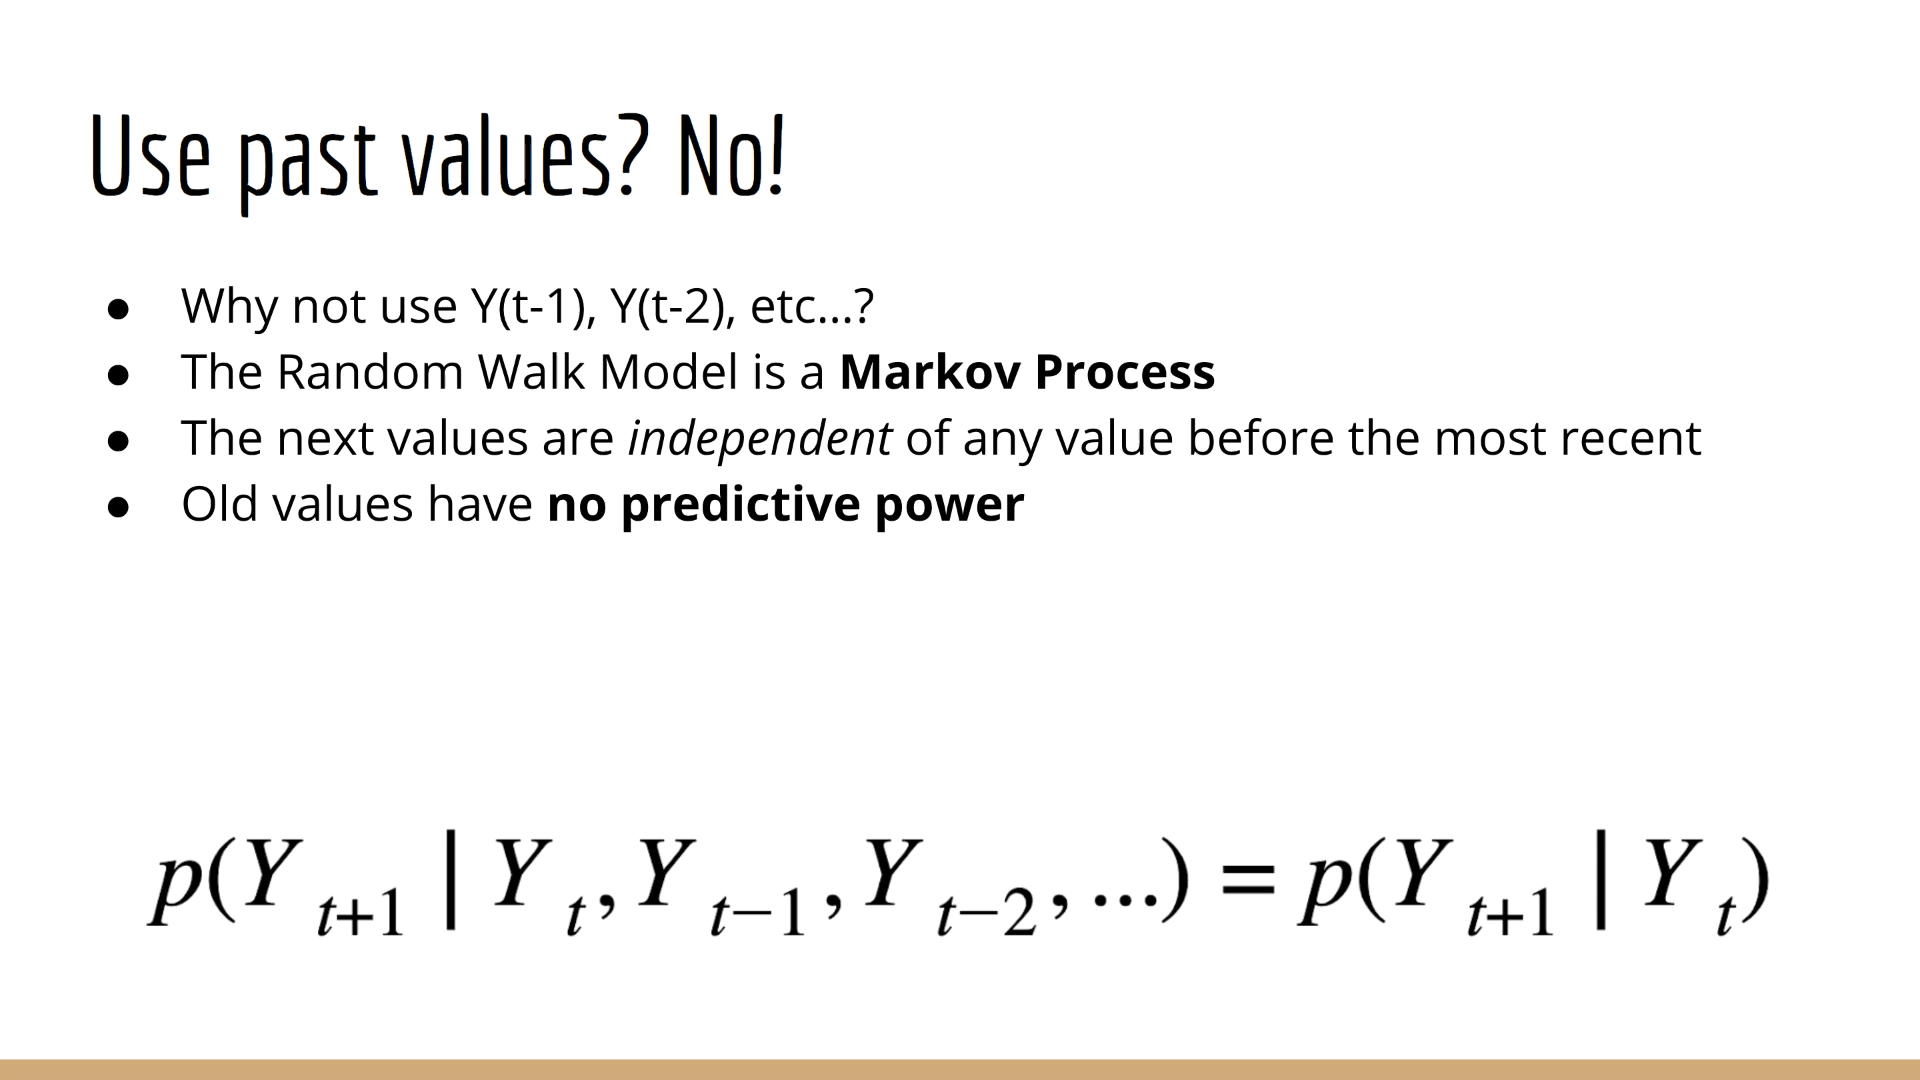 Use past values? No!
● Why not use Y(t-1), Y(t-2), etc...?
● The Random Walk Model is a Markov Process
● The next values are independent of any value before the most recent
● Old values have no predictive power
p(Y t+1 | Y t, Y t−1, Y t−2, ...) = p(Y t+1 | Y t)